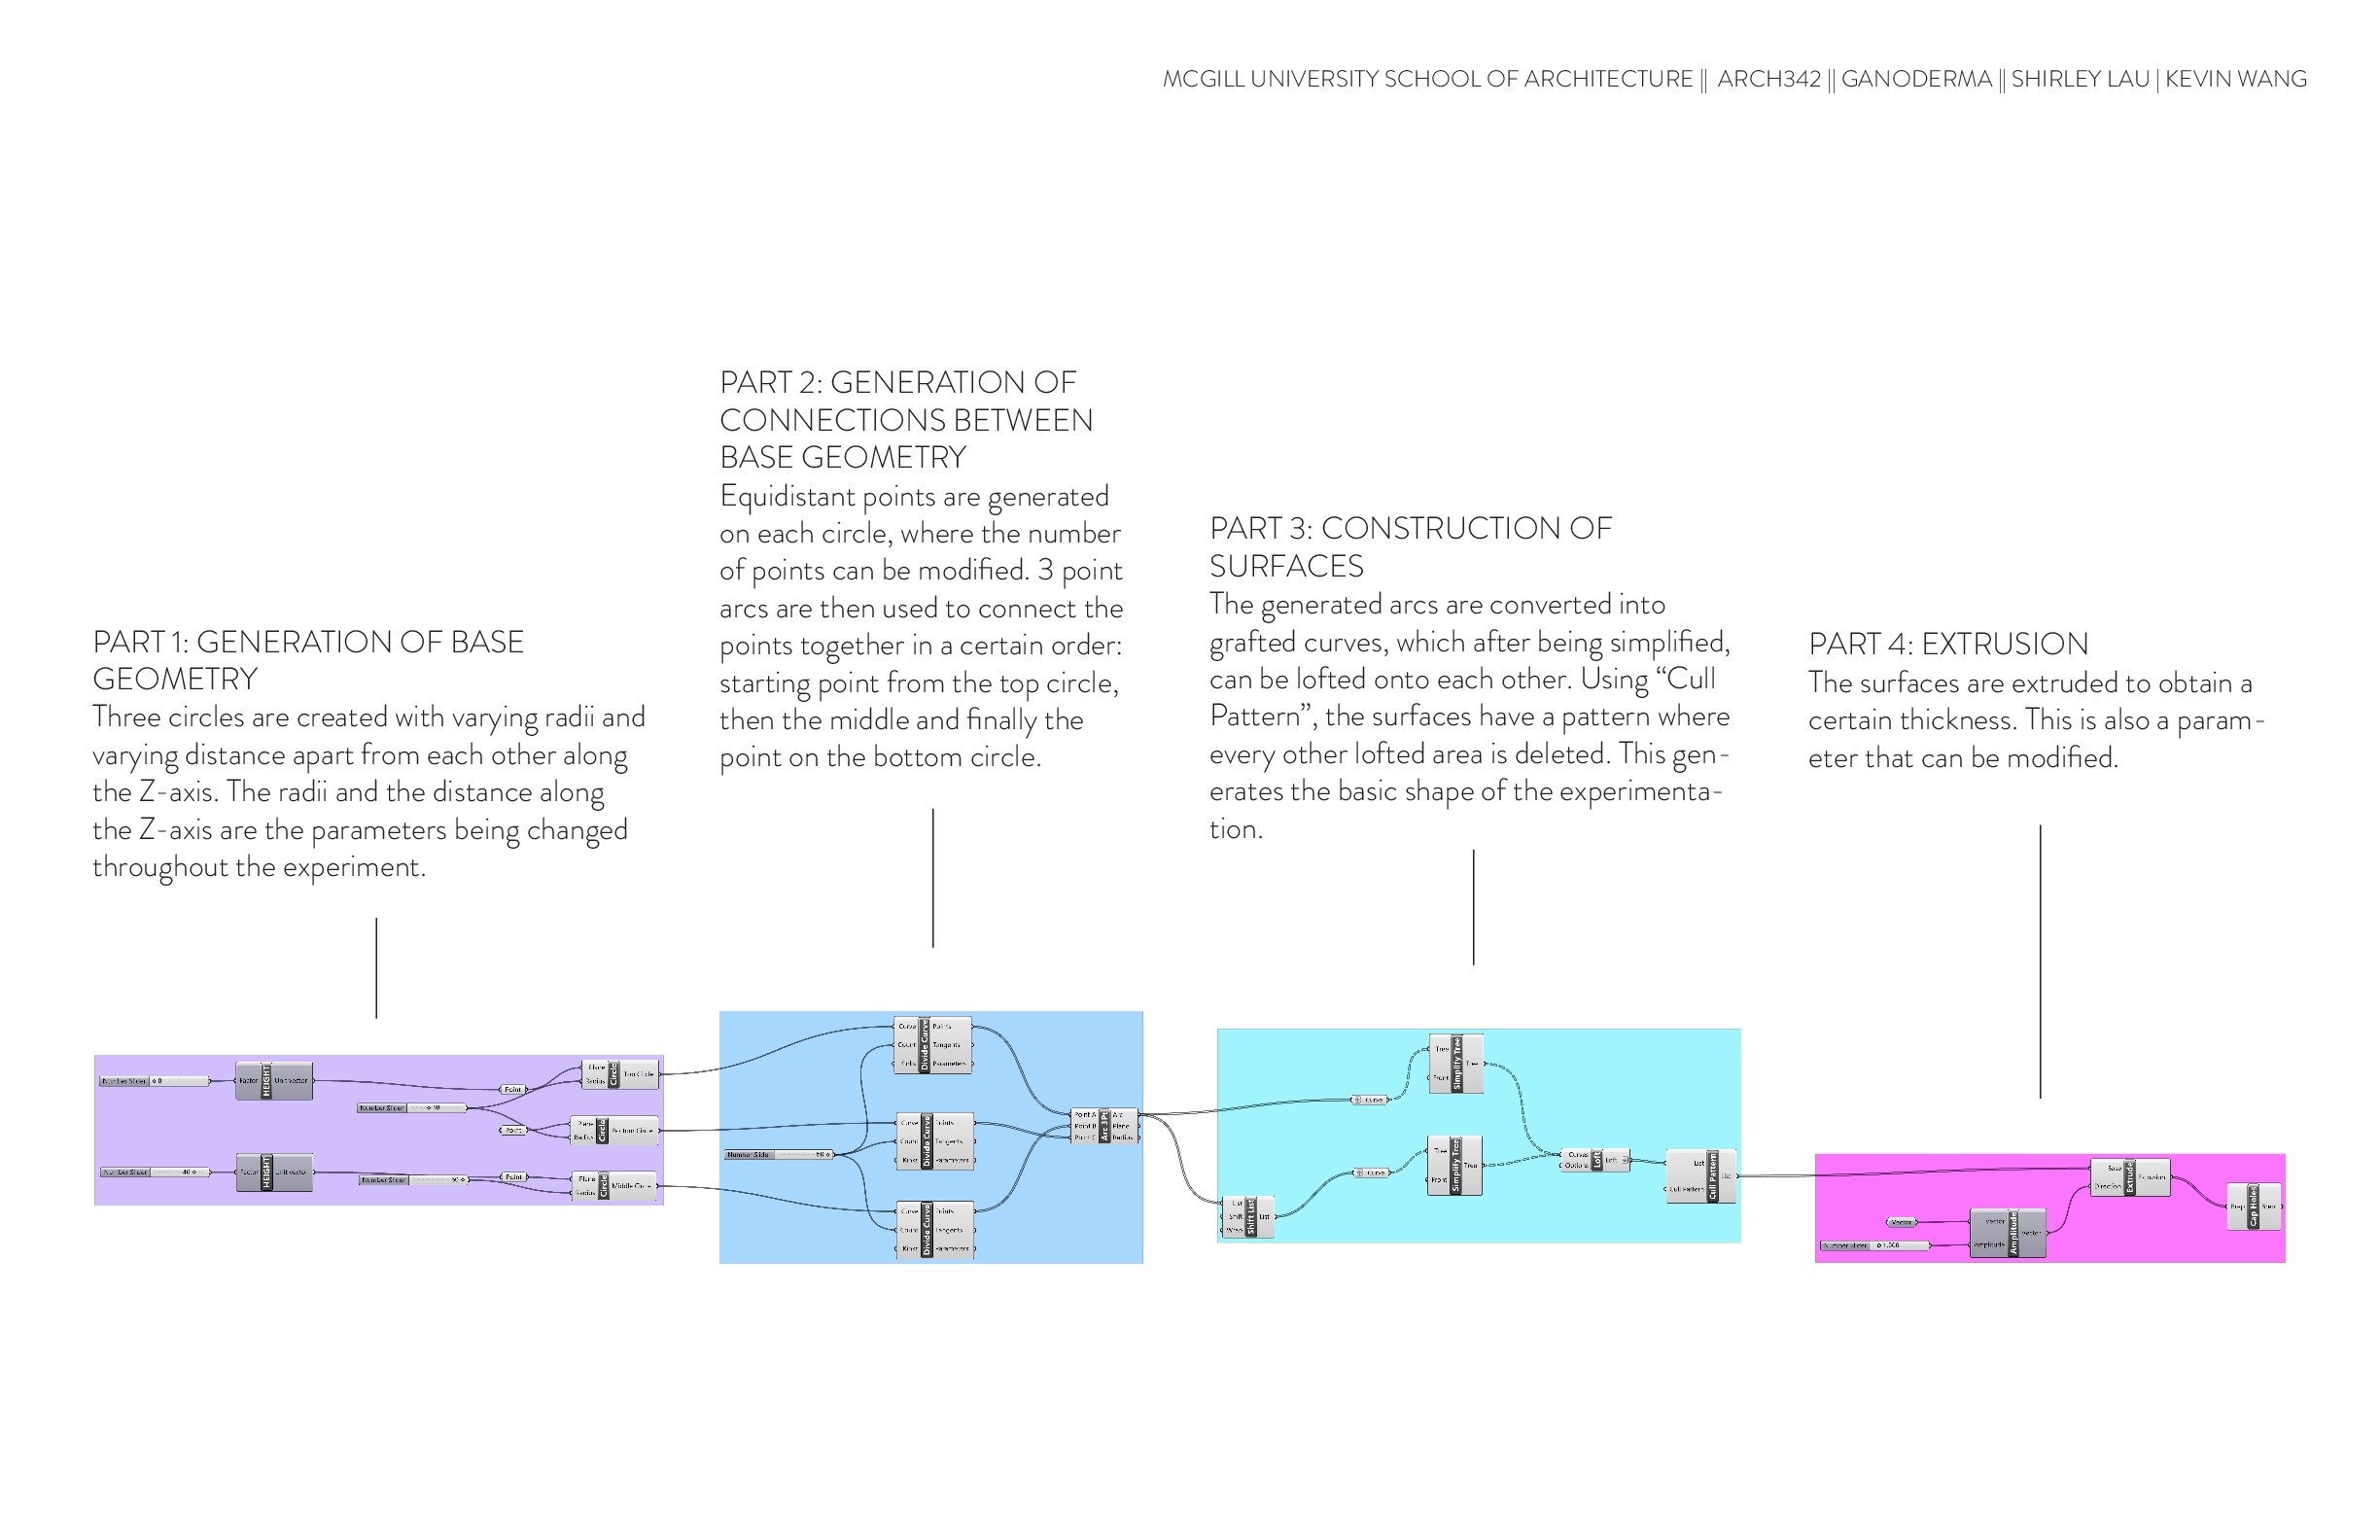 MCGILL UNIVERSITY SCHOOL OF ARCHITECTURE || ARCH342 || GANODERMA || SHIRLEY LAU | KEVIN WANG
PART 1: GENERATION OF BASE
GEOMETRY
Three circles are created with varying radii and
varying distance apart from each other along
the Z-axis. The radii and the distance along
the Z-axis are the parameters being changed
throughout the experiment.
PART 2: GENERATION OF
CONNECTIONS BETWEEN
BASE GEOMETRY
Equidistant points are generated
on each circle, where the number
of points can be modified. 3 point
arcs are then used to connect the
points together in a certain order:
starting point from the top circle,
then the middle and finally the
point on the bottom circle.
PART 3: CONSTRUCTION OF
SURFACES
The generated arcs are converted into
grafted curves, which after being simplified,
can be lofted onto each other. Using “Cull
Pattern”, the surfaces have a pattern where
every other lofted area is deleted. This gen-
erates the basic shape of the experimenta-
tion.
PART 4: EXTRUSION
The surfaces are extruded to obtain a
certain thickness. This is also a param-
eter that can be modified.
Number Slider
Factor HEIGHT Unit vector
Number Slider
Point
Plane
Radius
Circle
Top Circle
Point
Plane
Radius
Circle
Bottom Circle
Number Slider
Factor HEIGHT Unit vector
Number Slider
Point
Plane
Radius
Circle
Middle Circle
Curve
Count
Kinks
Divide Curve
Points
Tangents
Parameters
Curve
Count
Kinks
Divide Curve
Points
Tangents
Parameters
Number Slide
Curve
Count
Kinks
Divide Curve
Points
Tangents
Parameters
Point A
Point B
Point C
Arc 3Pt
Arc
Plane
Radius
Curve
Tree
Front
Simplify Tree
Tree
Curve
Tree
Front
Simplify Tree
Tree
List
Shift
Wrap
Shift List
List
Curves
Options
Loft
Loft
List
Cull Pattern
Cull Pattern
List
Vector
Number Slider 1.500
Vector
Amplitude
Amplitude
Vector
Base
Direction
Extrude
Extrusion
Brep
Cap Holes
Brep